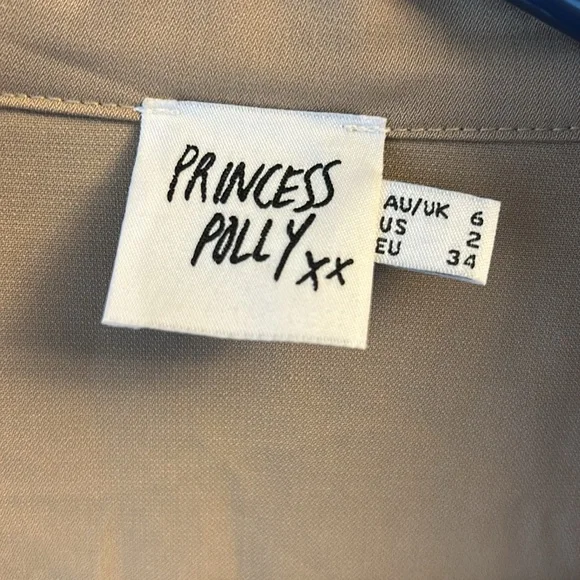 PRINCESS
POLLY xx
AU/UK 6
US 2
EU 34